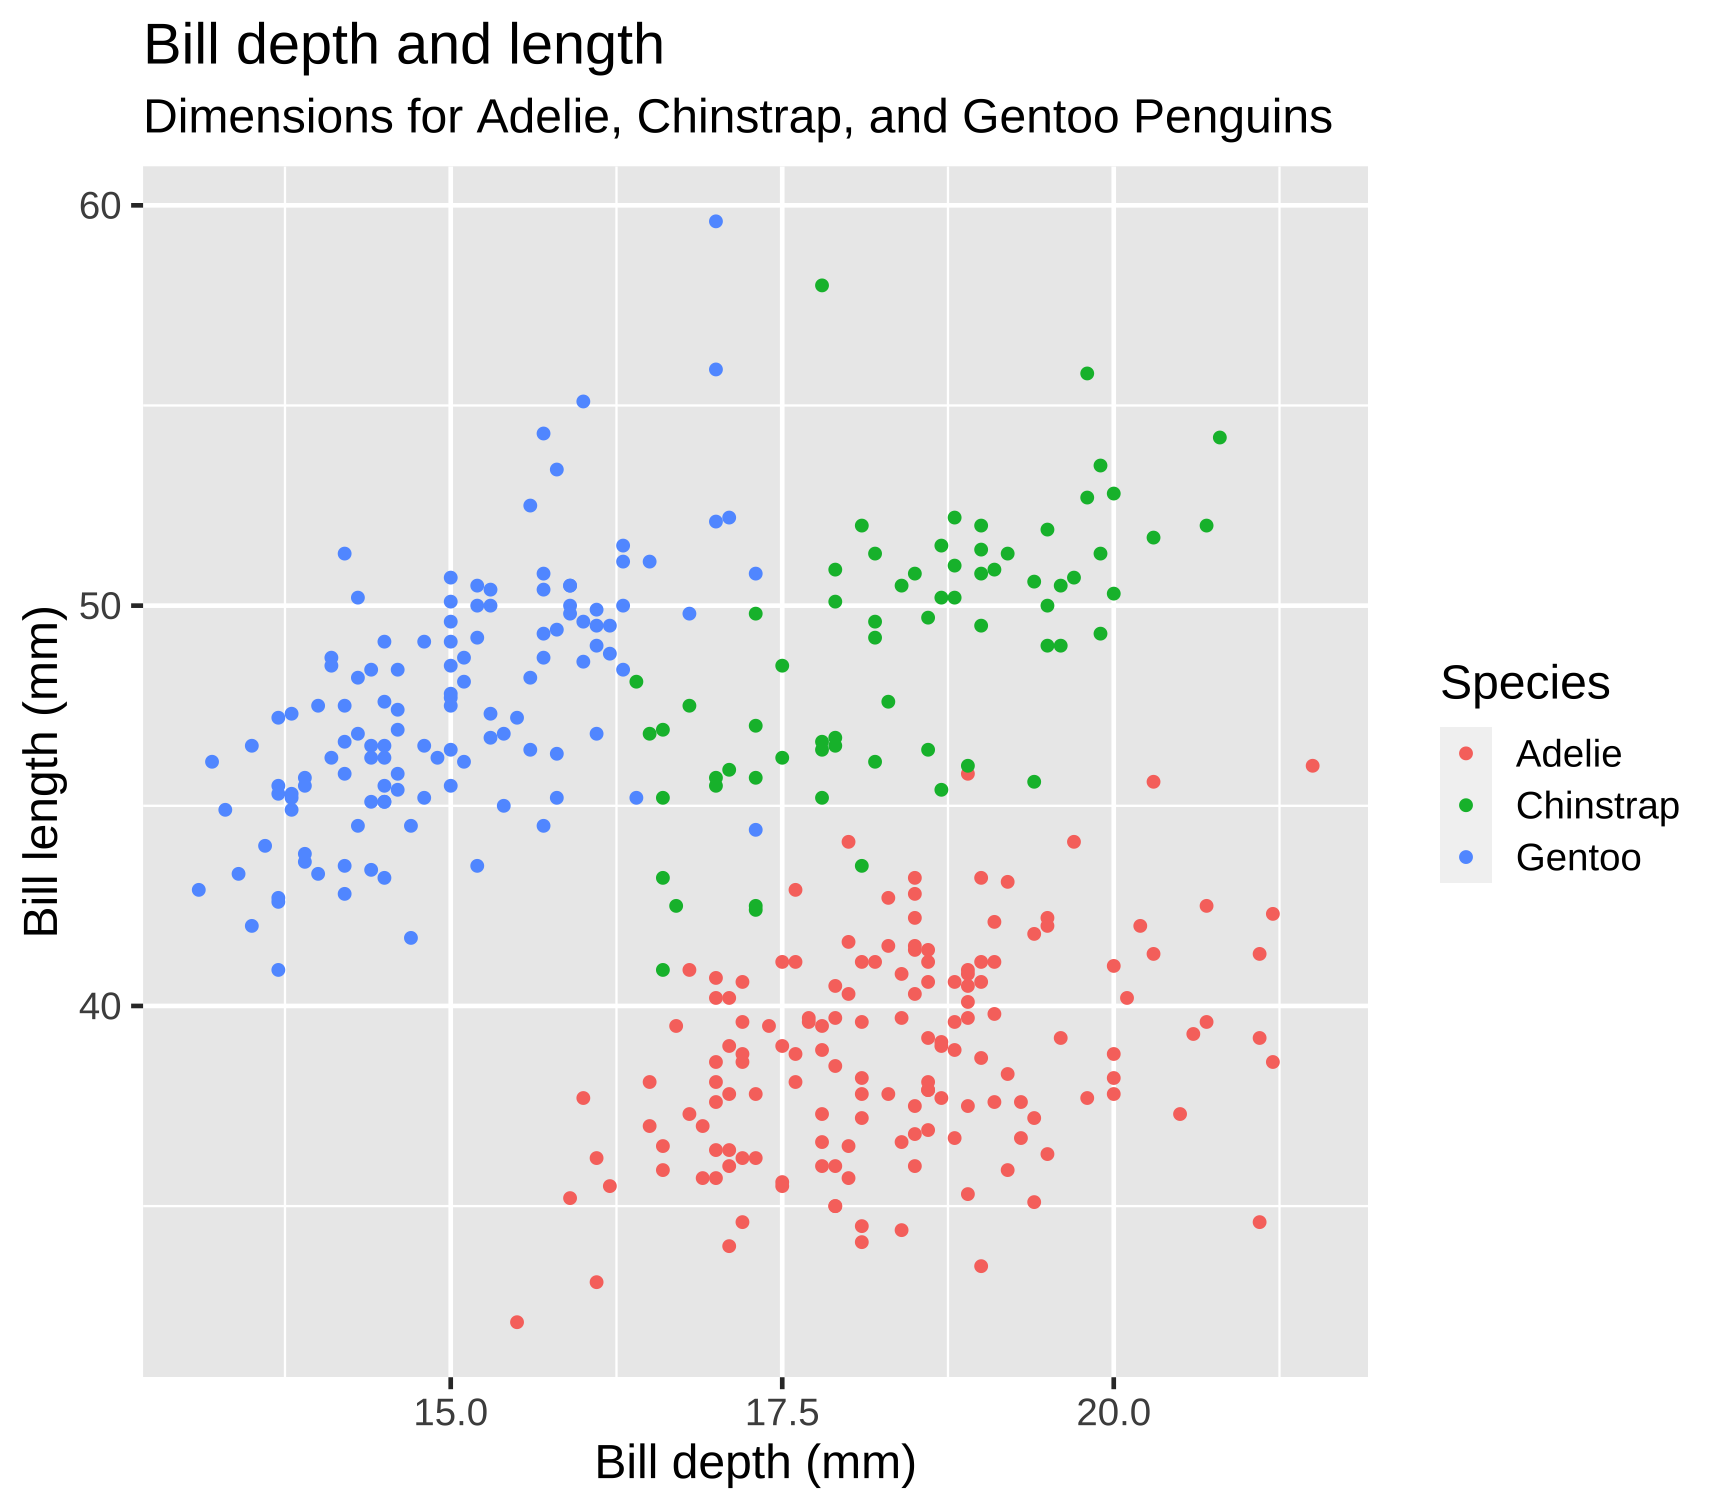 Bill depth and length
Dimensions for Adelie, Chinstrap, and Gentoo Penguins
60
50
40
Bill length (mm)
15.0 17.5 20.0
Bill depth (mm)
Species
Adelie
Chinstrap
Gentoo